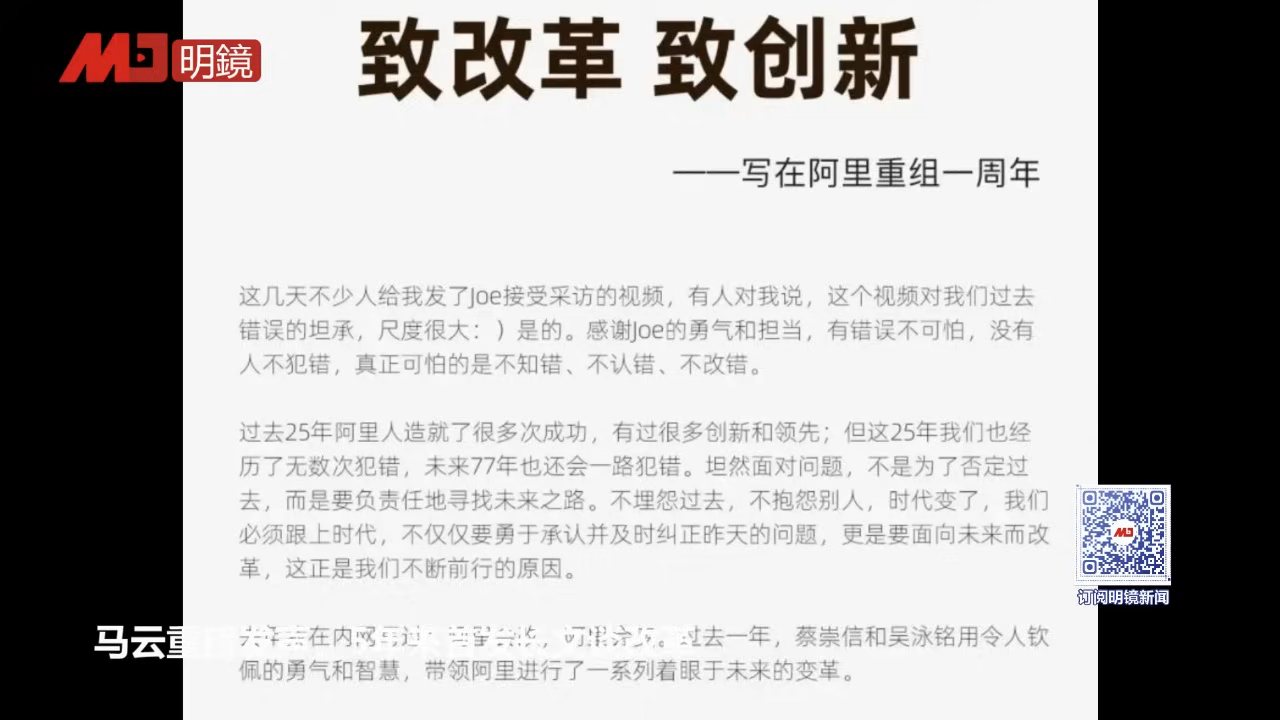 明鏡
致改革 致创新
——写在阿里重组一周年
这几天不少人给我发了Joe接受采访的视频，有人对我说，这个视频对我们过去
错误的坦承，尺度很大：）是的。感谢Joe的勇气和担当，有错误不可怕，没有
人不犯错，真正可怕的是不知错、不认错、不改错。
过去25年阿里人造就了很多次成功，有过很多创新和领先；但这25年我们也经
历了无数次犯错，未来77年也还会一路犯错。坦然面对问题，不是为了否定过
去，而是要负责任地寻找未来之路。不埋怨过去，不抱怨别人，时代变了，我们
必须跟上时代，不仅仅要勇于承认并及时纠正昨天的问题，更是要面向未来而改
革，这正是我们不断前行的原因。
订阅明镜新闻
在内 过去一年，蔡崇信和吴泳铭用令人钦
佩的勇气和智慧，带领阿里进行了一系列着眼于未来的变革。
马云重